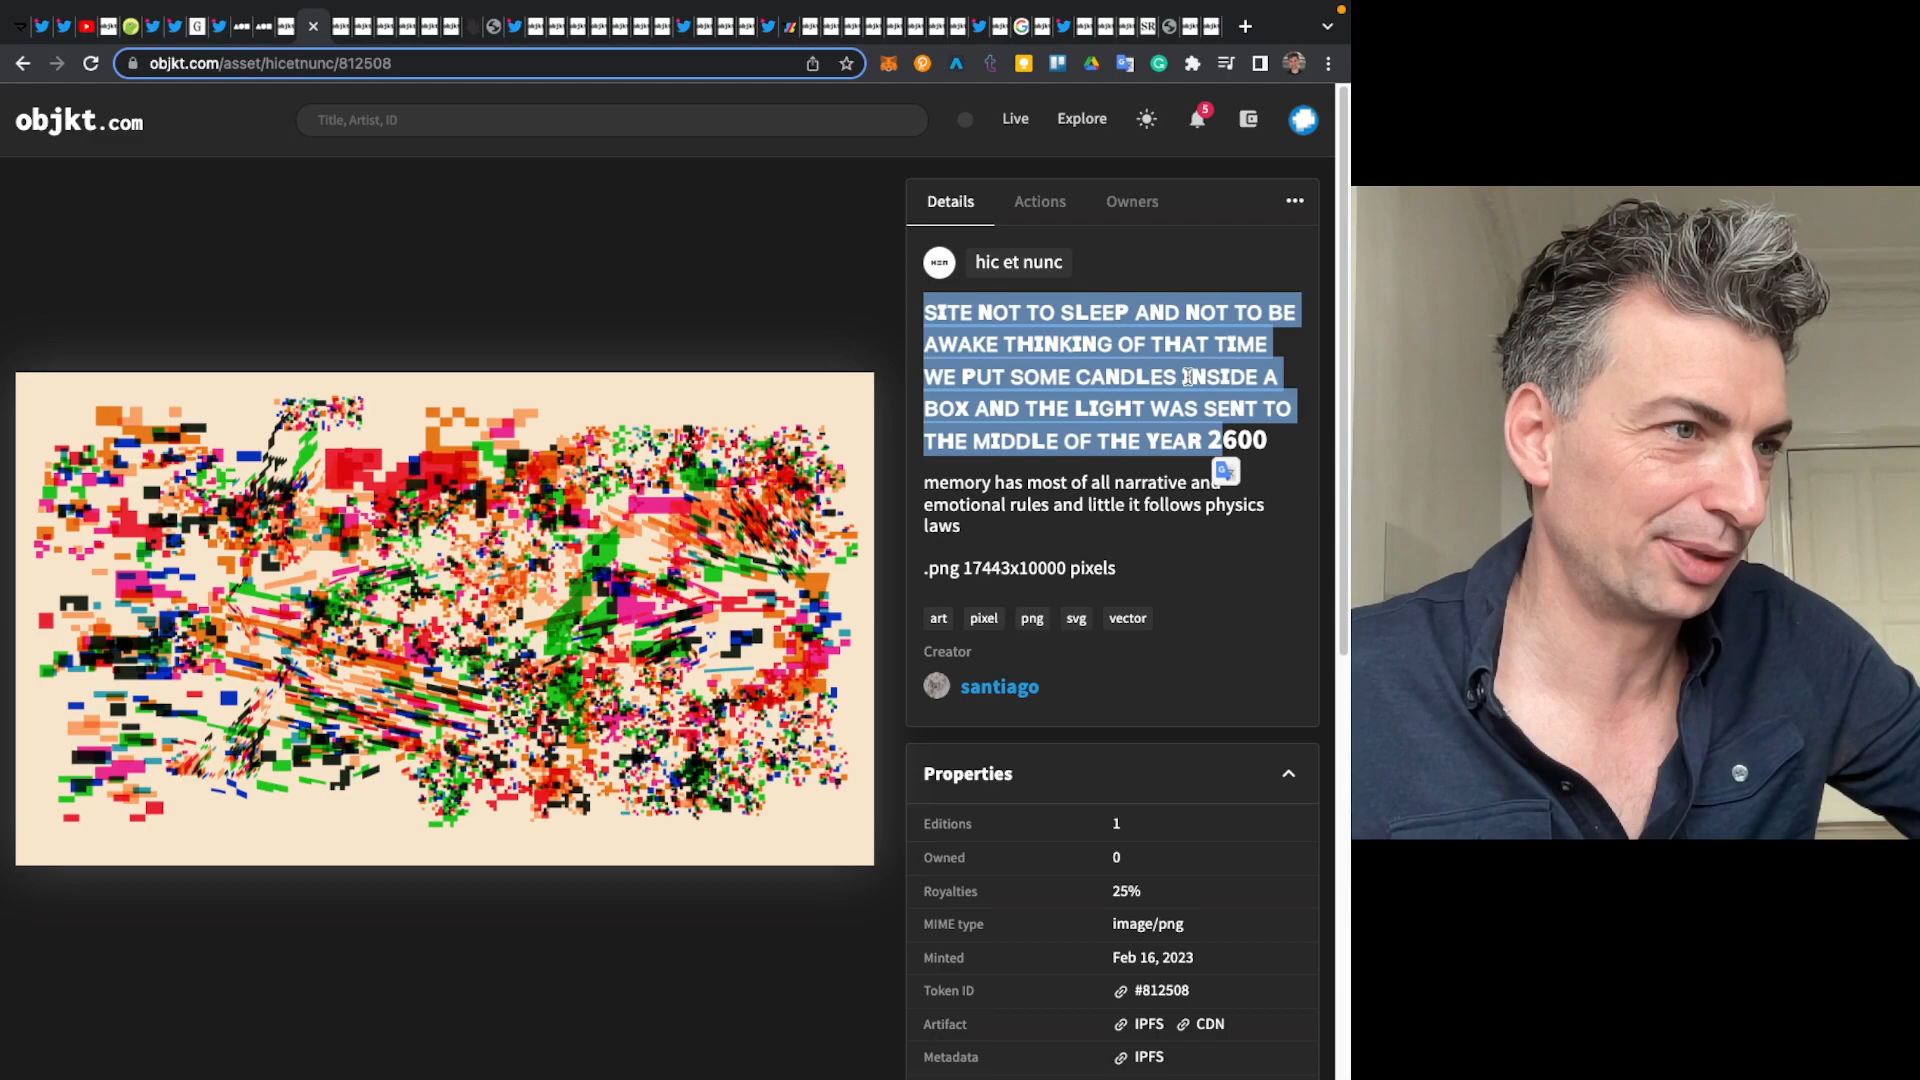 objkt.com/asset/hicetnunc/812508
objkt.com
Title, Artist, ID
Live
Explore
5
Details
Actions
Owners
hic et nunc
SITE NOT TO SLEEP AND NOT TO BE
AWAKE THINKING OF THAT TIME
WE PUT SOME CANDLES INSIDE A
BOX AND THE LIGHT WAS SENT TO
THE MIDDLE OF THE YEAR 2600
memory has most of all narrative and
emotional rules and little it follows physics
laws
.png 17443x10000 pixels
art pixel png svg vector
Creator
santiago
Properties
Editions 1
Owned 0
Royalties 25%
MIME type image/png
Minted Feb 16, 2023
Token ID #812508
Artifact IPFS CDN
Metadata IPFS